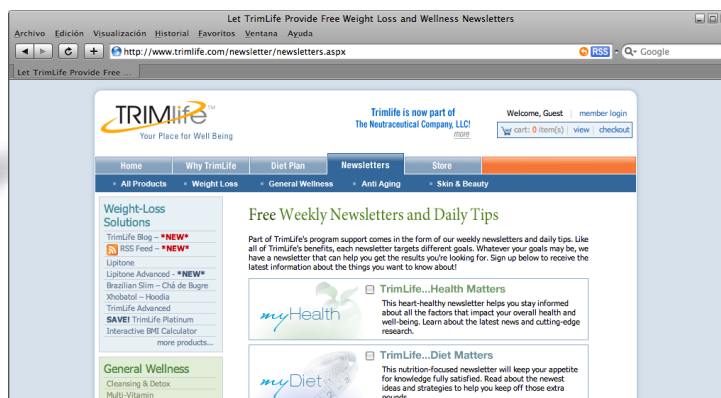 Let TrimLife Provide Free Weight Loss and Wellness Newsletters
Archivo Edición Visualización Historial Favoritos Ventana Ayuda
http://www.trimlife.com/newsletter/newsletters.aspx RSS Google
Let TrimLife Provide Free ...
TRIMlife™
Your Place for Well Being
Trimlife is now part of
The Neutraceutical Company, LLC!
more
Welcome, Guest | member login
cart: 0 item(s) | view | checkout
Home Why TrimLife Diet Plan Newsletters Store
All Products Weight Loss General Wellness Anti Aging Skin & Beauty
Weight-Loss
Solutions
TrimLife Blog – *NEW*
RSS Feed – *NEW*
Lipitone
Lipitone Advanced - *NEW*
Brazilian Slim – Chá de Bugre
Xhobatol – Hoodia
TrimLife Advanced
SAVE! TrimLife Platinum
Interactive BMI Calculator
more products...
General Wellness
Cleansing & Detox
Multi-Vitamin
Free Weekly Newsletters and Daily Tips
Part of TrimLife's program support comes in the form of our weekly newsletters and daily tips. Like
all of TrimLife's benefits, each newsletter targets different goals. Whatever your goals may be, we
have a newsletter that can help you get the results you're looking for. Sign up below to receive the
latest information about the things you want to know about!
myHealth
TrimLife...Health Matters
This heart-healthy newsletter helps you stay informed
about all the factors that impact your overall health and
well-being. Learn about the latest news and cutting-edge
research.
myDiet
TrimLife...Diet Matters
This nutrition-focused newsletter will keep your appetite
for knowledge fully satisfied. Read about the newest
ideas and strategies to help you keep off those extra
pounds.